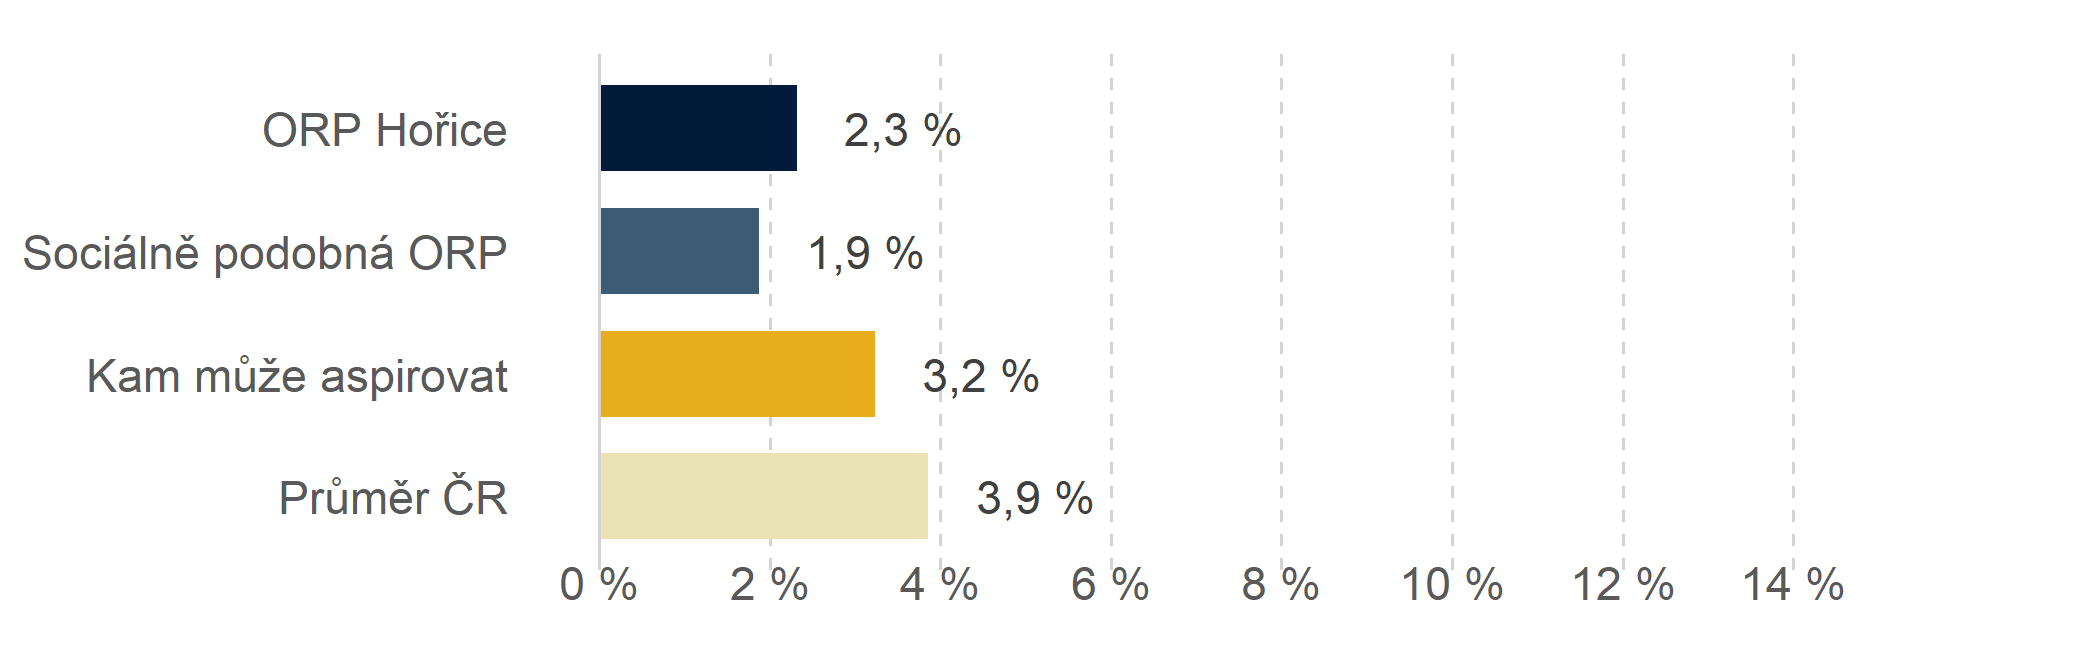 ORP Hořice 2,3 %
Sociálně podobná ORP 1,9 %
Kam může aspirovat 3,2 %
Průměr ČR 3,9 %
0 % 2 % 4 % 6 % 8 % 10 % 12 % 14 %